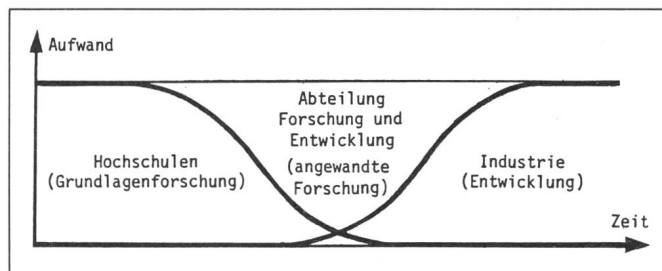 Aufwand
Abteilung
Forschung und
Entwicklung
(angewandte
Forschung)
Hochschulen
(Grundlagenforschung)
Industrie
(Entwicklung)
Zeit